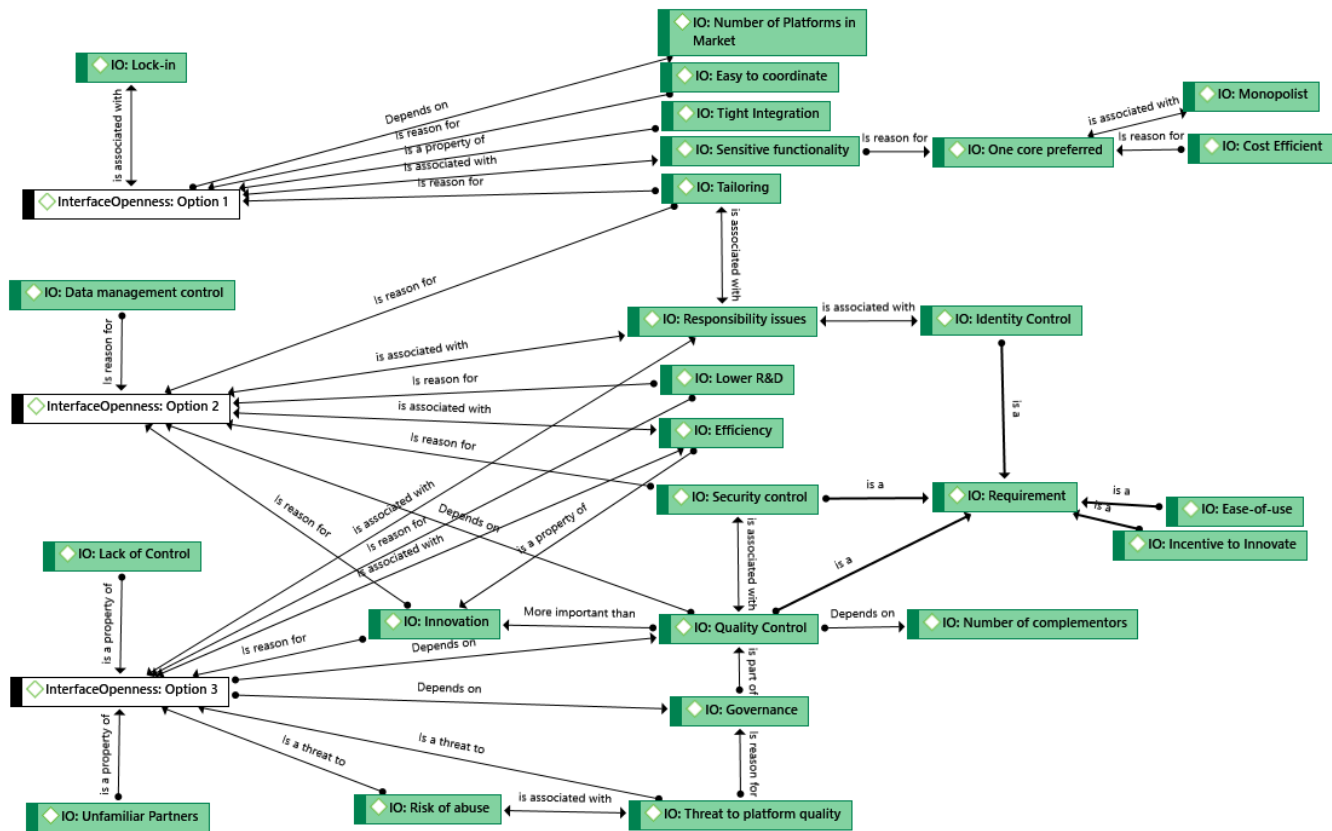 IO: Number of Platforms in
Market
IO: Lock-in
IO: Easy to coordinate
IO: Monopolist
IO: Tight Integration
IO: Sensitive functionality
IO: One core preferred
IO: Cost Efficient
IO: Tailoring
InterfaceOpenness: Option 1
is associated with
Depends on
Is reason for
is a property of
is associated with
Is reason for
Is reason for
is associated with
Is reason for
is associated with
Is reason for
IO: Data management control
IO: Responsibility issues
is associated with
IO: Identity Control
Is reason for
is associated with
IO: Lower R&D
Is reason for
InterfaceOpenness: Option 2
is associated with
IO: Efficiency
Is reason for
is a
IO: Security control
is a
IO: Requirement
is a
is a
IO: Ease-of-use
IO: Incentive to Innovate
Is reason for
Depends on
is associated with
Is reason for
is associated with
is a property of
is associated with
is a
IO: Lack of Control
is a property of
IO: Innovation
More important than
IO: Quality Control
Depends on
IO: Number of complementors
Is reason for
Depends on
is part of
InterfaceOpenness: Option 3
Depends on
IO: Governance
Is a threat to
Is a threat to
Is reason for
is a property of
IO: Unfamiliar Partners
IO: Risk of abuse
is associated with
IO: Threat to platform quality